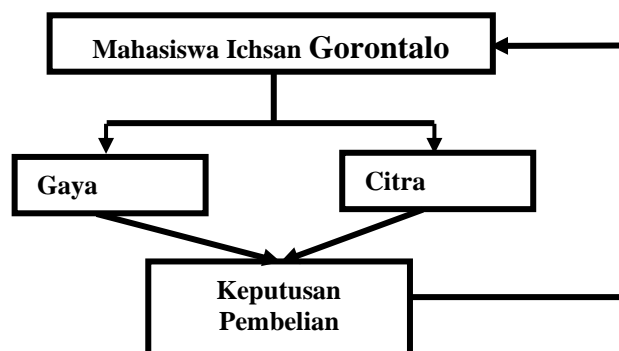 Mahasiswa Ichsan Gorontalo
Gaya
Citra
Keputusan
Pembelian